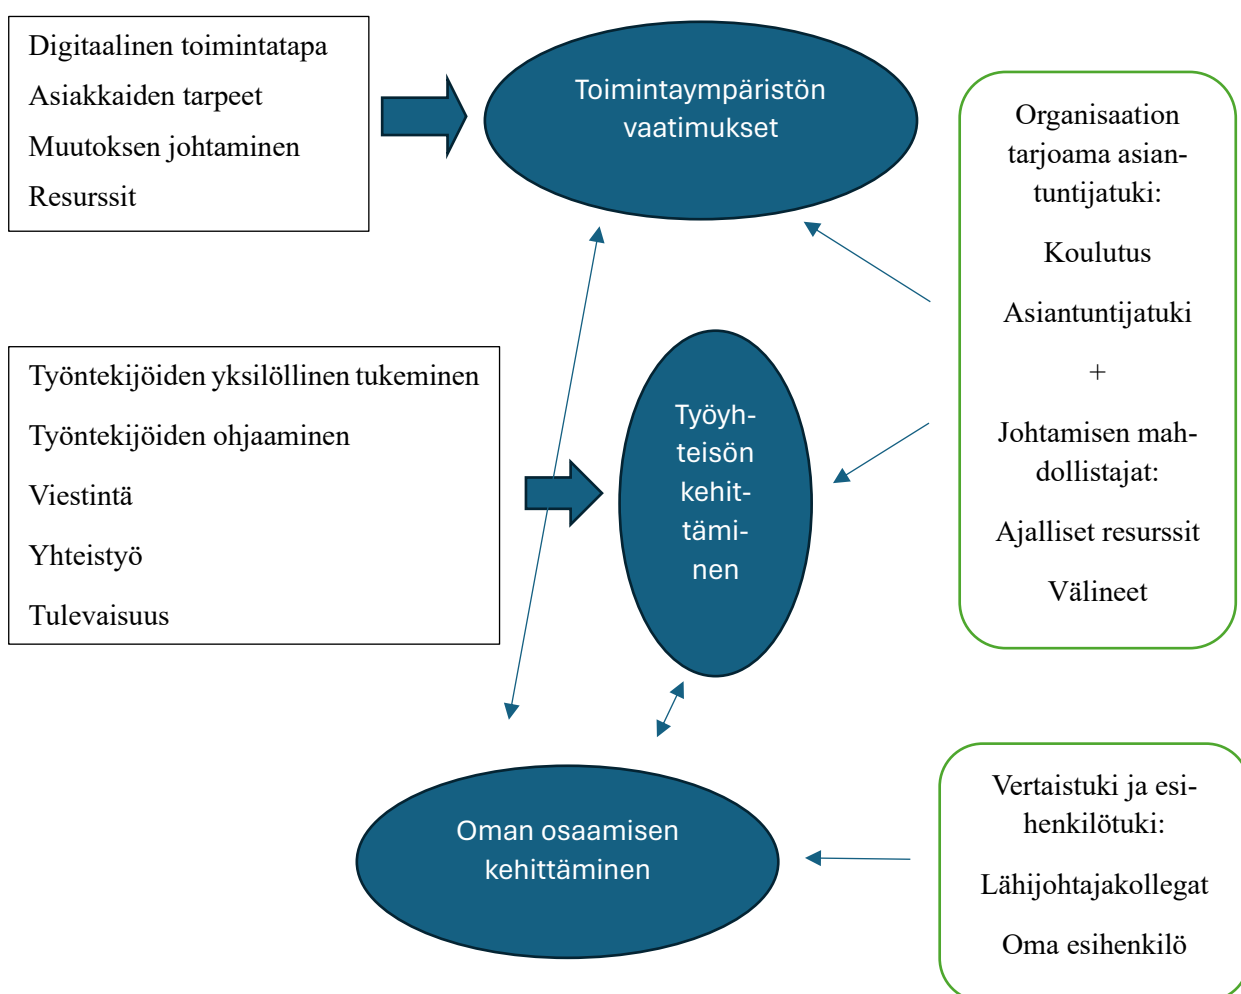 Digitaalinen toimintatapa
Asiakkaiden tarpeet
Muutoksen johtaminen
Resurssit
Toimintaympäristön
vaatimukset
Organisaation
tarjoama asian-
tuntijatuki:
Koulutus
Asiantuntijatuki
+
Johtamisen mah-
dollistajat:
Ajalliset resurssit
Välineet
Työntekijöiden yksilöllinen tukeminen
Työntekijöiden ohjaaminen
Viestintä
Yhteistyö
Tulevaisuus
Työyh-
teisön
kehit-
tämi-
nen
Oman osaamisen
kehittäminen
Vertaistuki ja esi-
henkilötuki:
Lähijohtajakollegat
Oma esihenkilö